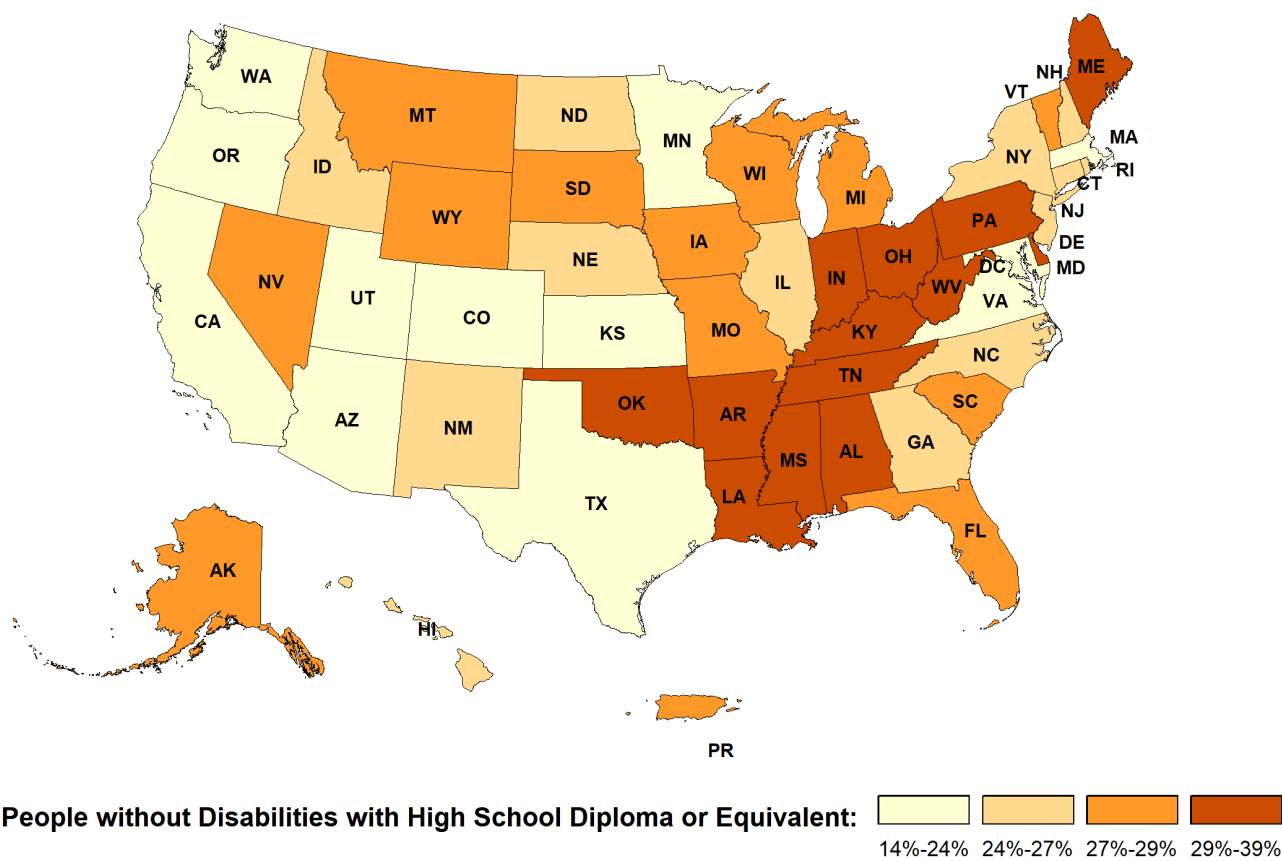 ME
NH
WA
VT
MT
ND
MA
MN
OR
NY
ID
RI
WI
CT
SD
MI
NJ
WY
PA
DE
IA
OH
NE
DC
MD
NV
IL
IN
WV
UT
VA
CO
CA
KS
MO
KY
NC
TN
OK
SC
AZ
AR
NM
GA
AL
MS
LA
TX
FL
AK
HI
PR
People without Disabilities with High School Diploma or Equivalent:
14%-24% 24%-27% 27%-29% 29%-39%